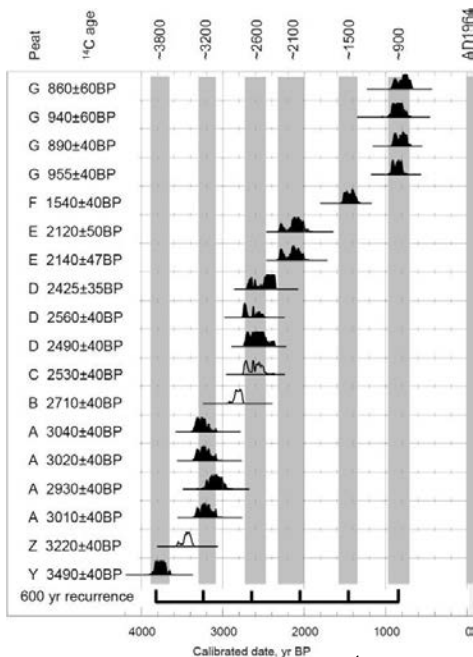 Peat
14C age
~3800
~3200
~2600
~2100
~1500
~900
AD1964
G 860±60BP
G 940±60BP
G 890±40BP
G 955±40BP
F 1540±40BP
E 2120±50BP
E 2140±47BP
D 2425±35BP
D 2560±40BP
D 2490±40BP
C 2530±40BP
B 2710±40BP
A 3040±40BP
A 3020±40BP
A 2930±40BP
A 3010±40BP
Z 3220±40BP
Y 3490±40BP
600 yr recurrence
4000 3000 2000 1000 0
Calibrated date, yr BP